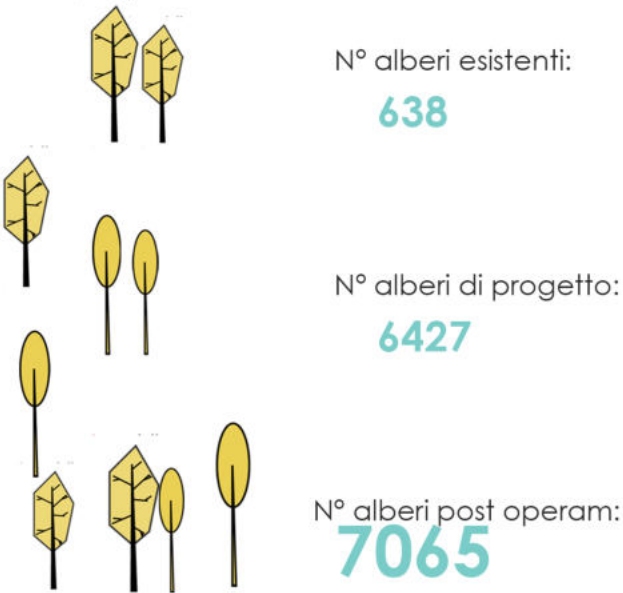 N° alberi esistenti:
638
N° alberi di progetto:
6427
N° alberi post operam:
7065